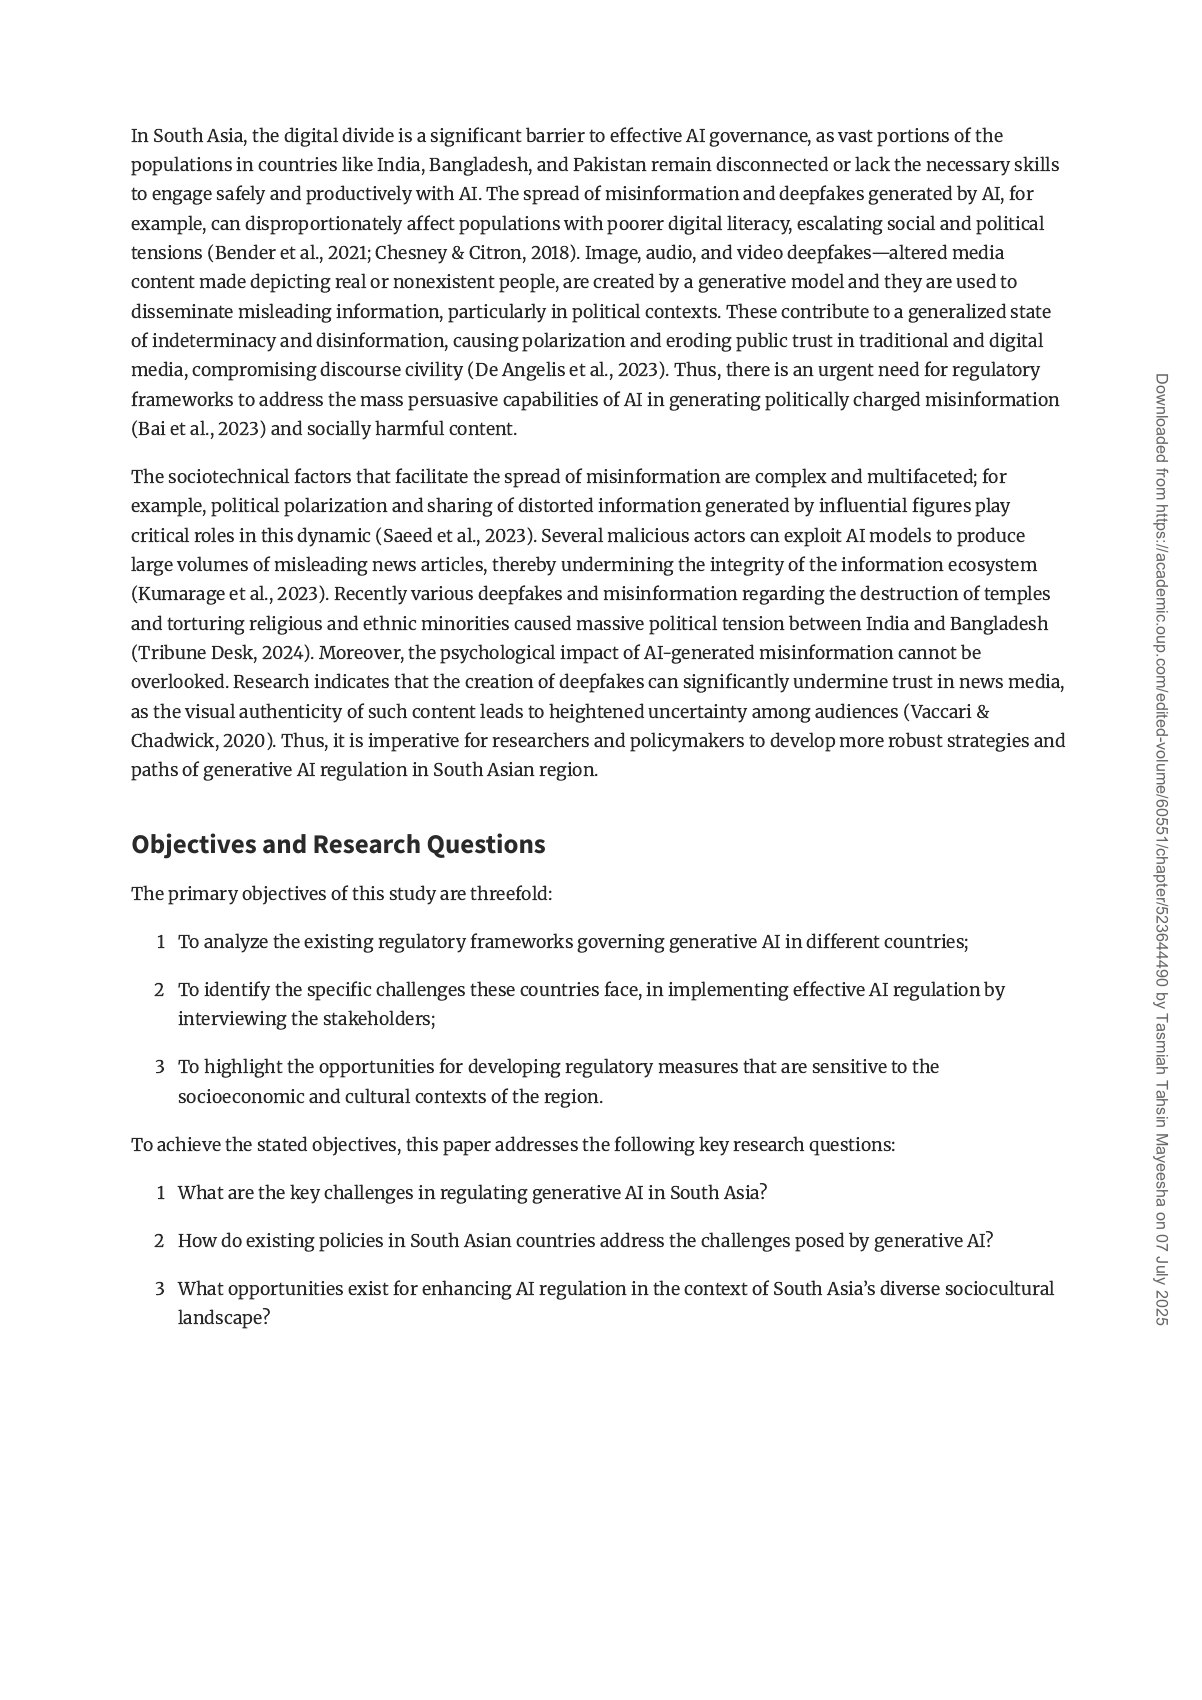 In South Asia, the digital divide is a significant barrier to effective AI governance, as vast portions of the
populations in countries like India, Bangladesh, and Pakistan remain disconnected or lack the necessary skills
to engage safely and productively with AI. The spread of misinformation and deepfakes generated by AI, for
example, can disproportionately affect populations with poorer digital literacy, escalating social and political
tensions (Bender et al., 2021; Chesney & Citron, 2018). Image, audio, and video deepfakes—altered media
content made depicting real or nonexistent people, are created by a generative model and they are used to
disseminate misleading information, particularly in political contexts. These contribute to a generalized state
of indeterminacy and disinformation, causing polarization and eroding public trust in traditional and digital
media, compromising discourse civility (De Angelis et al., 2023). Thus, there is an urgent need for regulatory
frameworks to address the mass persuasive capabilities of AI in generating politically charged misinformation
(Bai et al., 2023) and socially harmful content.
The sociotechnical factors that facilitate the spread of misinformation are complex and multifaceted; for
example, political polarization and sharing of distorted information generated by influential figures play
critical roles in this dynamic (Saeed et al., 2023). Several malicious actors can exploit AI models to produce
large volumes of misleading news articles, thereby undermining the integrity of the information ecosystem
(Kumarage et al., 2023). Recently various deepfakes and misinformation regarding the destruction of temples
and torturing religious and ethnic minorities caused massive political tension between India and Bangladesh
(Tribune Desk, 2024). Moreover, the psychological impact of AI-generated misinformation cannot be
overlooked. Research indicates that the creation of deepfakes can significantly undermine trust in news media,
as the visual authenticity of such content leads to heightened uncertainty among audiences (Vaccari &
Chadwick, 2020). Thus, it is imperative for researchers and policymakers to develop more robust strategies and
paths of generative AI regulation in South Asian region.
Objectives and Research Questions
The primary objectives of this study are threefold:
1 To analyze the existing regulatory frameworks governing generative AI in different countries;
2 To identify the specific challenges these countries face, in implementing effective AI regulation by
interviewing the stakeholders;
3 To highlight the opportunities for developing regulatory measures that are sensitive to the
socioeconomic and cultural contexts of the region.
To achieve the stated objectives, this paper addresses the following key research questions:
1 What are the key challenges in regulating generative AI in South Asia?
2 How do existing policies in South Asian countries address the challenges posed by generative AI?
3 What opportunities exist for enhancing AI regulation in the context of South Asia’s diverse sociocultural
landscape?
Downloaded from https://academic.oup.com/edited-volume/60551/chapter/523644490 by Tasmiah Tahsin Mayeesha on 07 July 2025